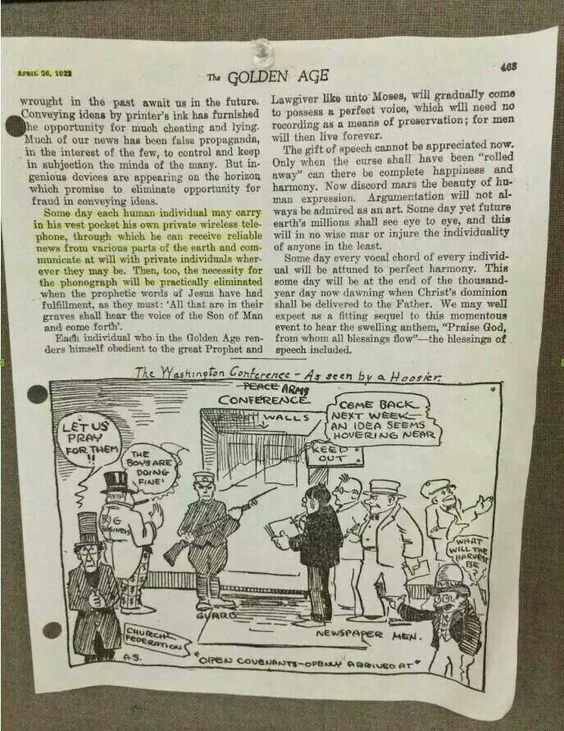 APRIL 26, 1922
The GOLDEN AGE
463
wrought in the past await us in the future.
Conveying ideas by printer's ink has furnished
the opportunity for much cheating and lying.
Much of our news has been false propaganda,
in the interest of the few, to control and keep
in subjection the minds of the many. But in-
genious devices are appearing on the horizon
which promise to eliminate opportunity for
fraud in conveying ideas.
Some day each human individual may carry
in his vest pocket his own private wireless tele-
phone, through which he can receive reliable
news from various parts of the earth and com-
municate at will with private individuals wher-
ever they may be. Then, too, the necessity for
the phonograph will be practically eliminated
when the prophetic words of Jesus have had
fulfillment, as they must: 'All that are in their
graves shall hear the voice of the Son of Man
and come forth'.
Each individual who in the Golden Age ren-
ders himself obedient to the great Prophet and
Lawgiver like unto Moses, will gradually come
to possess a perfect voice, which will need no
recording as a means of preservation; for men
will then live forever.
The gift of speech cannot be appreciated now.
Only when the curse shall have been "rolled
away" can there be complete happiness and
harmony. Now discord mars the beauty of hu-
man expression. Argumentation will not al-
ways be admired as an art. Some day yet future
earth's millions shall see eye to eye, and this
will in no wise mar or injure the individuality
of anyone in the least.
Some day every vocal chord of every individ-
ual will be attuned to perfect harmony. This
some day will be at the end of the thousand-
year day now dawning when Christ's dominion
shall be delivered to the Father. We may well
expect as a fitting sequel to this momentous
event to hear the swelling anthem, "Praise God,
from whom all blessings flow"—the blessings of
speech included.
The Washington Conference - As seen by a Hoosier.
PEACE ARMS
CONFERENCE
WALLS
COME BACK
NEXT WEEK—
AN IDEA SEEMS
HOVERING NEAR
KEEP
OUT
LET US
PRAY
FOR THEM
!!
THE
BOYS ARE
DOING
FINE!
BIG
BUSINESS
WHAT
WILL THE
HARVEST
BE?
GUARD
NEWSPAPER MEN.
CHURCH
FEDERATION
A.S.
"OPEN COVENANTS-OPENLY ARRIVED AT"